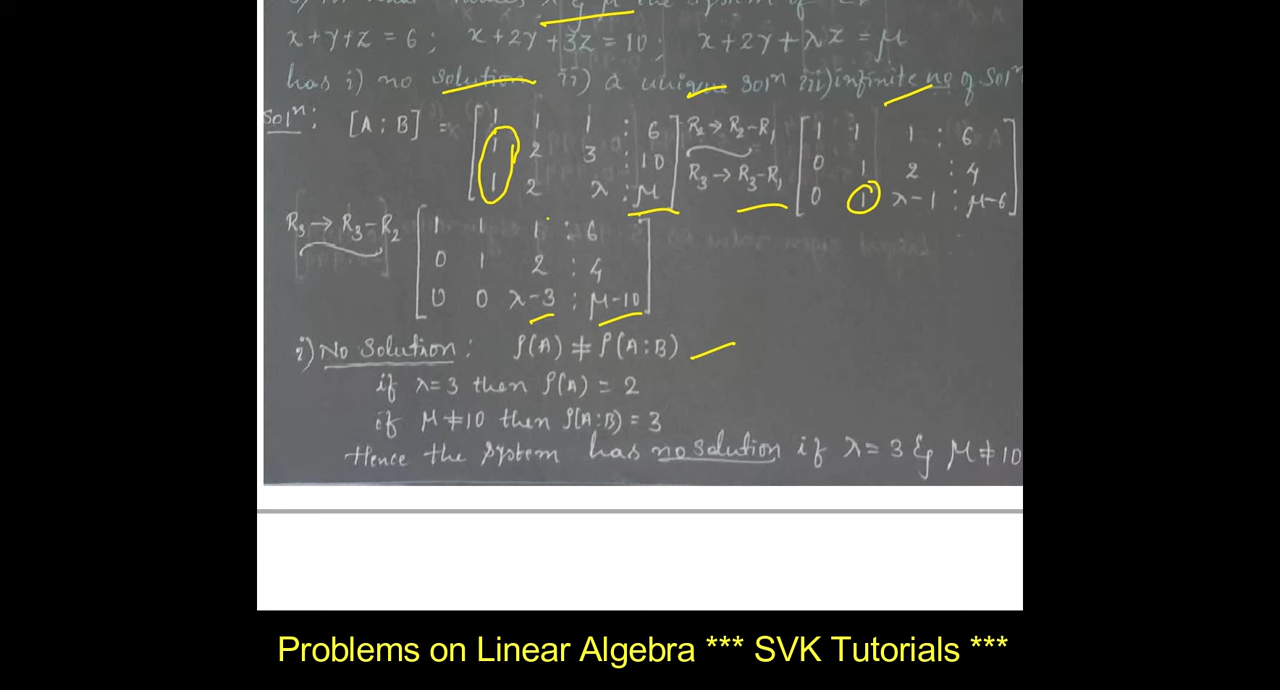 the system of
x+y+z = 6 ; x+2y+3z = 10 ; x+2y+λz = μ
has i) no solution ii) a unique solⁿ iii) infinite no of solⁿ
Solⁿ: [A : B] = [1 1 1 : 6 R₂→R₂-R₁ [1 1 1 : 6
1 2 3 : 10] 0 1 2 : 4
1 2 λ : μ R₃→R₃-R₁ 0 1 λ-1 : μ-6]
R₃→R₃-R₂ [1 1 1 : 6
0 1 2 : 4
0 0 λ-3 : μ-10]
i) No Solution : ρ(A) ≠ ρ(A:B)
if λ=3 then ρ(A) = 2
if μ≠10 then ρ(A:B) = 3
Hence the system has no solution if λ=3 & μ≠10
Problems on Linear Algebra *** SVK Tutorials ***